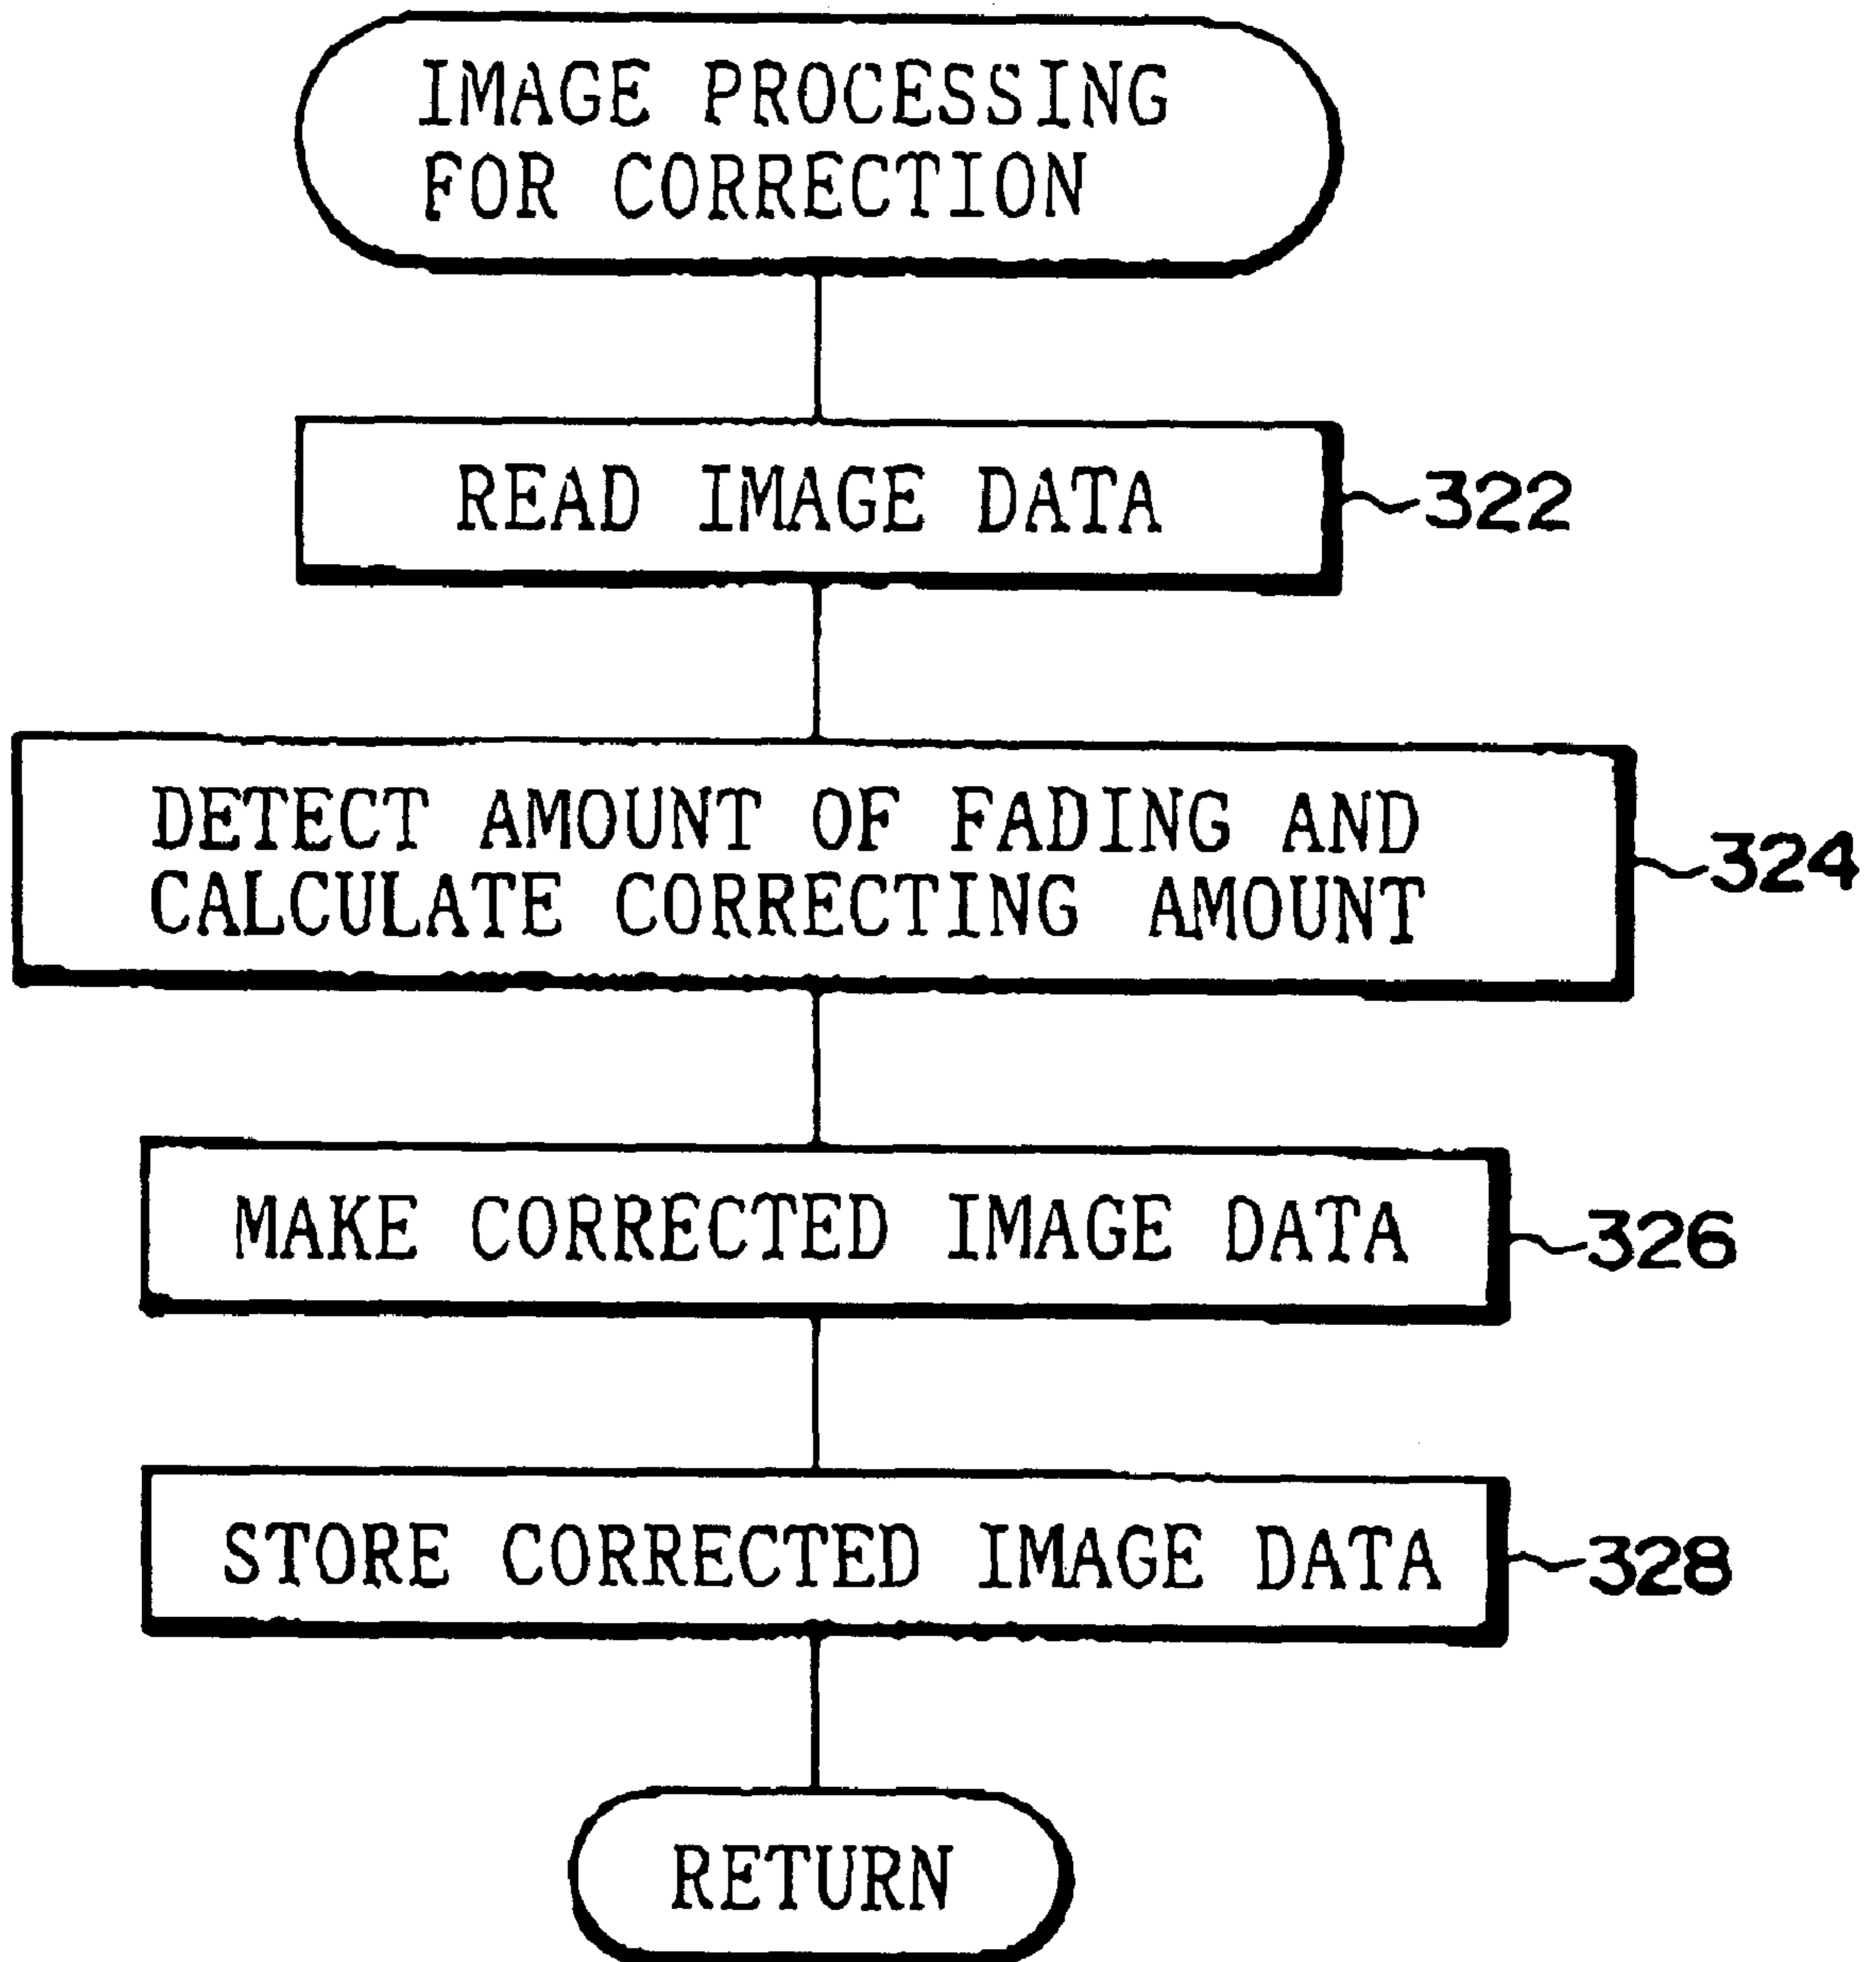 IMAGE PROCESSING
FOR CORRECTION
READ IMAGE DATA
322
DETECT AMOUNT OF FADING AND
CALCULATE CORRECTING AMOUNT
324
MAKE CORRECTED IMAGE DATA
326
STORE CORRECTED IMAGE DATA
328
RETURN